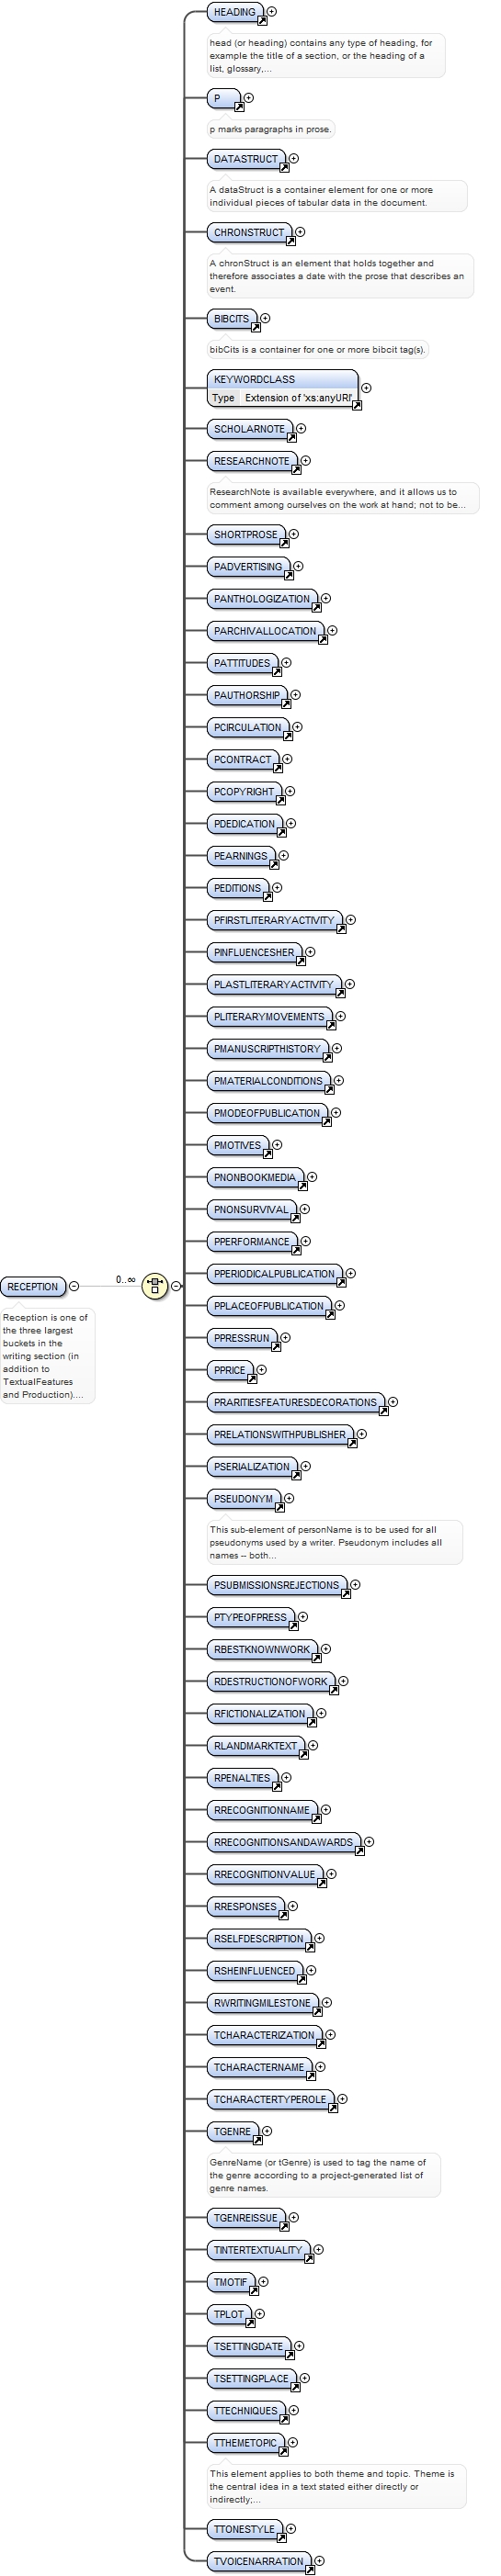 HEADING
head (or heading) contains any type of heading, for
example the title of a section, or the heading of a
list, glossary,...
P
p marks paragraphs in prose.
DATASTRUCT
A dataStruct is a container element for one or more
individual pieces of tabular data in the document.
CHRONSTRUCT
A chronStruct is an element that holds together and
therefore associates a date with the prose that describes an
event.
BIBCITS
bibCits is a container for one or more bibcit tag(s).
KEYWORDCLASS
Type Extension of 'xs:anyURI'
SCHOLARNOTE
RESEARCHNOTE
ResearchNote is available everywhere, and it allows us to
comment among ourselves on the work at hand; not to be...
SHORTPROSE
PADVERTISING
PANTHOLOGIZATION
PARCHIVALLOCATION
PATTITUDES
PAUTHORSHIP
PCIRCULATION
PCONTRACT
PCOPYRIGHT
PDEDICATION
PEARNINGS
PEDITIONS
PFIRSTLITERARYACTIVITY
PINFLUENCESHER
PLASTLITERARYACTIVITY
PLITERARYMOVEMENTS
PMANUSCRIPTHISTORY
PMATERIALCONDITIONS
PMODEOFPUBLICATION
PMOTIVES
PNONBOOKMEDIA
PNONSURVIVAL
PPERFORMANCE
PPERIODICALPUBLICATION
RECEPTION
0..∞
Reception is one of
the three largest
buckets in the
writing section (in
addition to
TextualFeatures
and Production)....
PPLACEOFPUBLICATION
PPRESSRUN
PPRICE
PRARITIESFEATURESDECORATIONS
PRELATIONSWITHPUBLISHER
PSERIALIZATION
PSEUDONYM
This sub-element of personName is to be used for all
pseudonyms used by a writer. Pseudonym includes all
names – both...
PSUBMISSIONSREJECTIONS
PTYPEOFPRESS
RBESTKNOWNWORK
RDESTRUCTIONOFWORK
RFICTIONALIZATION
RLANDMARKTEXT
RPENALTIES
RRECOGNITIONNAME
RRECOGNITIONSANDAWARDS
RRECOGNITIONVALUE
RRESPONSES
RSELFDESCRIPTION
RSHEINFLUENCED
RWRITINGMILESTONE
TCHARACTERIZATION
TCHARACTERNAME
TCHARACTERTYPEROLE
TGENRE
GenreName (or tGenre) is used to tag the name of
the genre according to a project-generated list of
genre names.
TGENREISSUE
TINTERTEXTUALITY
TMOTIF
TPLOT
TSETTINGDATE
TSETTINGPLACE
TTECHNIQUES
TTHEMETOPIC
This element applies to both theme and topic. Theme is
the central idea in a text stated either directly or
indirectly;...
TTONESTYLE
TVOICENARRATION